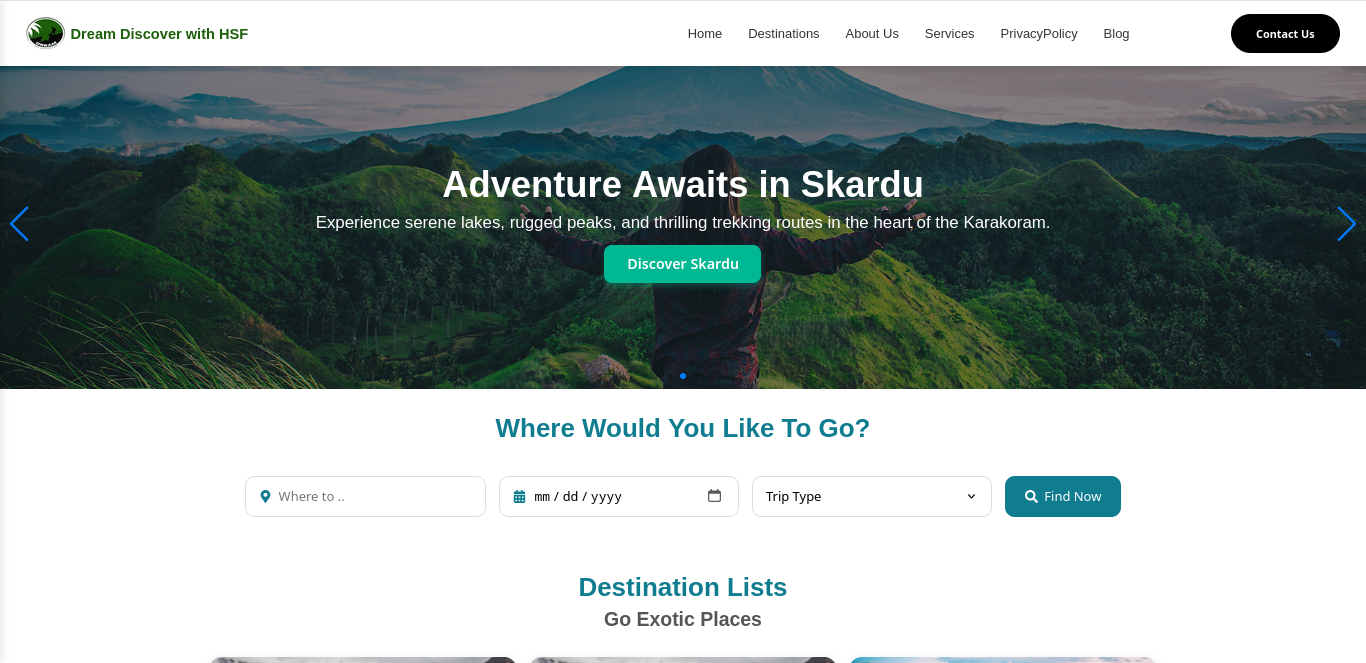 Dream Discover with HSF
Home Destinations About Us Services PrivacyPolicy Blog
Contact Us
Adventure Awaits in Skardu
Experience serene lakes, rugged peaks, and thrilling trekking routes in the heart of the Karakoram.
Discover Skardu
Where Would You Like To Go?
Where to ..
mm / dd / yyyy
Trip Type
Find Now
Destination Lists
Go Exotic Places